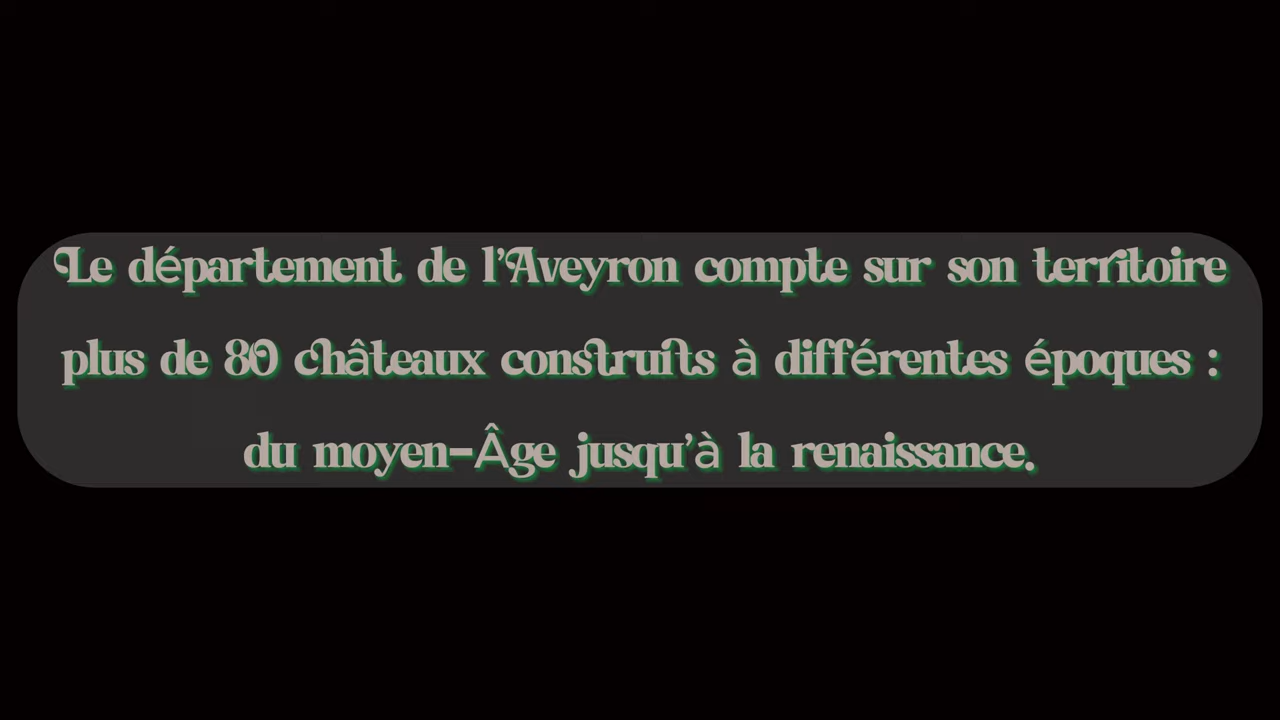 Le département de l'Aveyron compte sur son territoire
plus de 80 châteaux construits à différentes époques :
du moyen-Âge jusqu'à la renaissance.